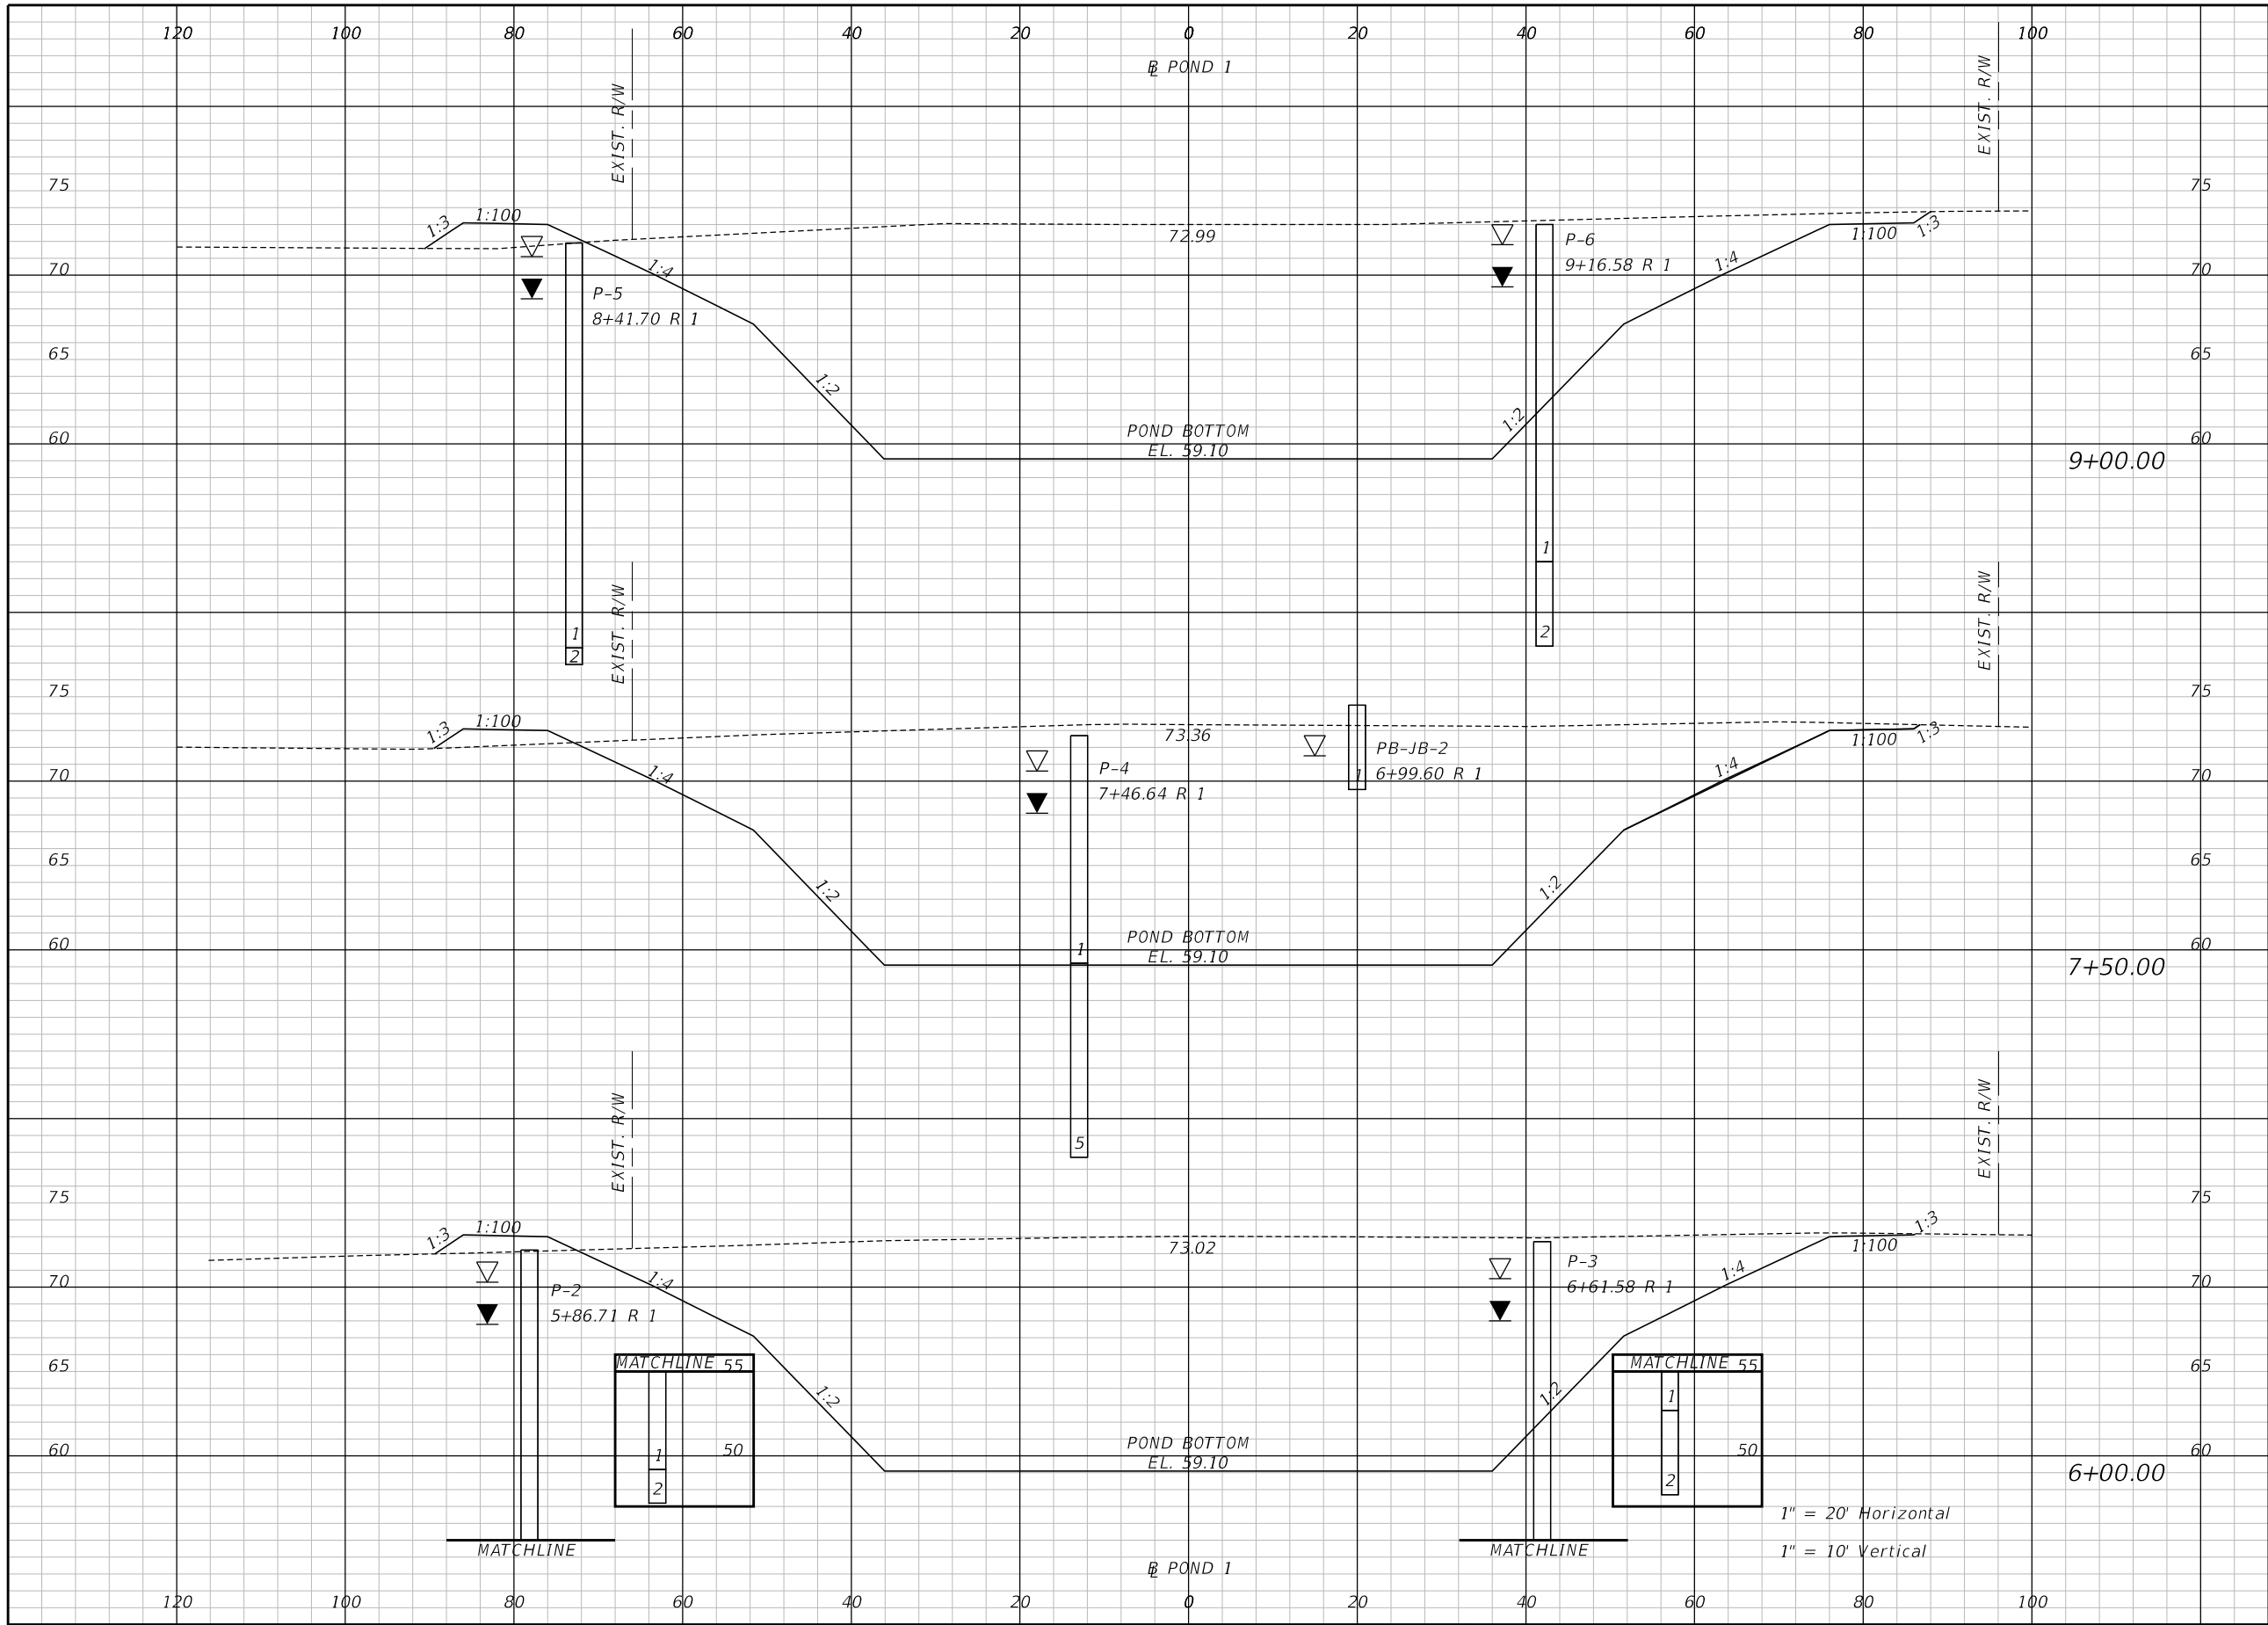 120 100 80 60 40 20 0 20 40 60 80 100
℄ POND 1
EXIST. R/W
EXIST. R/W
75 75
1:3 1:100
72.99
1:100 1:3
P-6
9+16.58 R 1
70 70
1:4
1:4
P-5
8+41.70 R 1
65 65
1:2
1:2
POND BOTTOM
EL. 59.10
60 60
9+00.00
1
2
1
2
EXIST. R/W
EXIST. R/W
75 75
1:3 1:100
73.36
1:100 1:3
PB-JB-2
6+99.60 R 1
1
P-4
7+46.64 R 1
70 70
1:4
1:4
65 65
1:2
1:2
POND BOTTOM
EL. 59.10
60 60
1
7+50.00
5
EXIST. R/W
EXIST. R/W
75 75
1:3 1:100
73.02
1:100 1:3
P-3
6+61.58 R 1
70 70
1:4
1:4
P-2
5+86.71 R 1
65 65
MATCHLINE 55
MATCHLINE 55
1:2
1:2
1
POND BOTTOM
EL. 59.10
60 60
1 50
2
50
2
6+00.00
1" = 20' Horizontal
1" = 10' Vertical
MATCHLINE
MATCHLINE
℄ POND 1
120 100 80 60 40 20 0 20 40 60 80 100